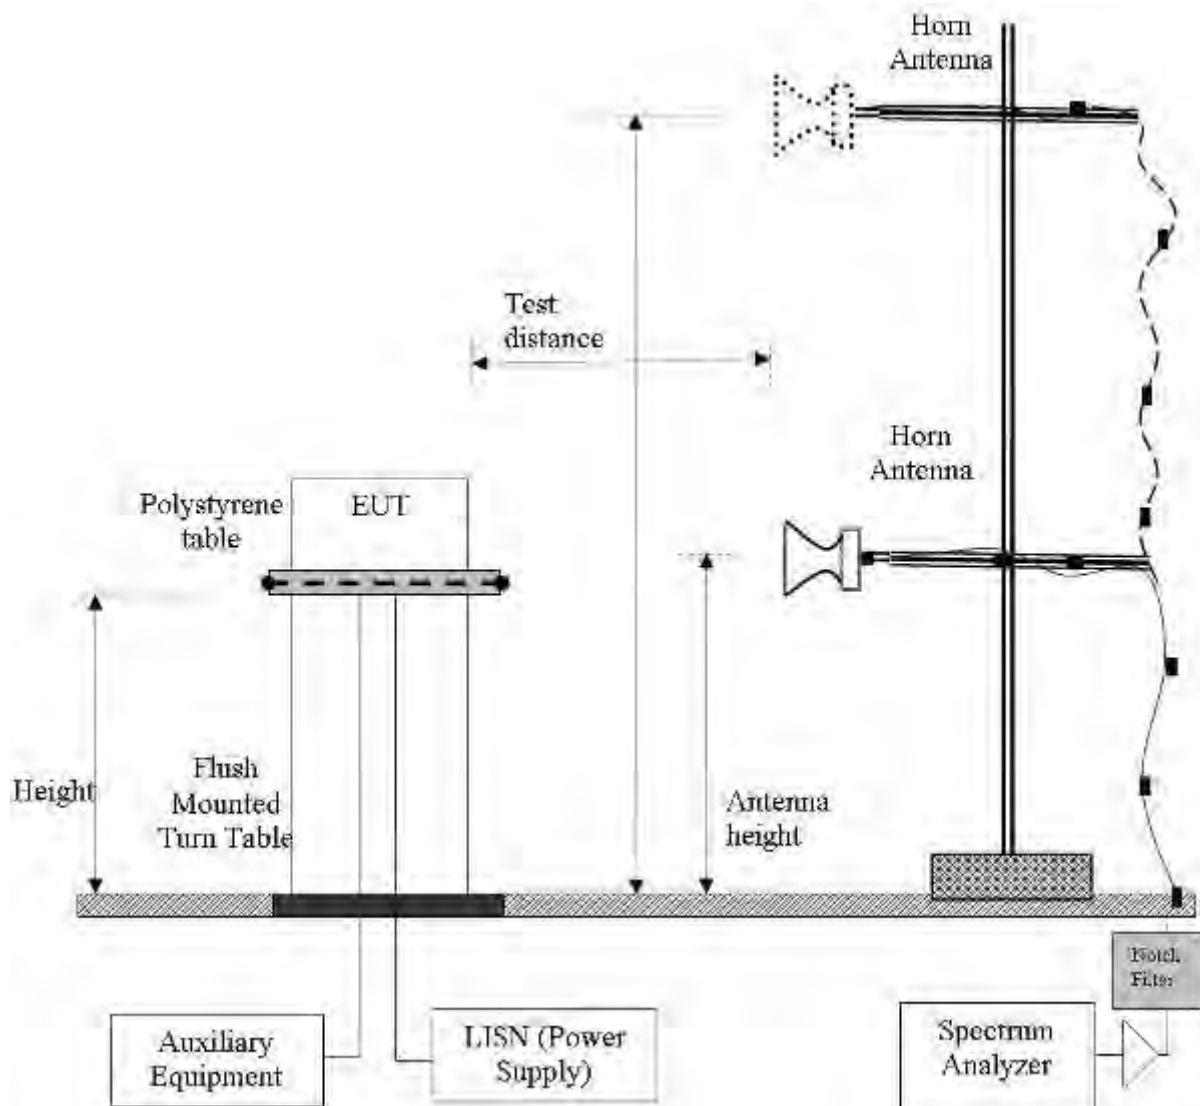 Horn
Antenna
Test
distance
Horn
Antenna
Polystyrene
table
EUT
Height
Flush
Mounted
Turn Table
Antenna
height
Notch
Filter
Auxiliary
Equipment
LISN (Power
Supply)
Spectrum
Analyzer